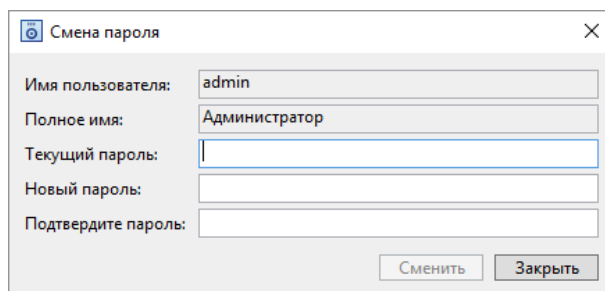 Смена пароля
Имя пользователя: admin
Полное имя: Администратор
Текущий пароль:
Новый пароль:
Подтвердите пароль:
Сменить Закрыть